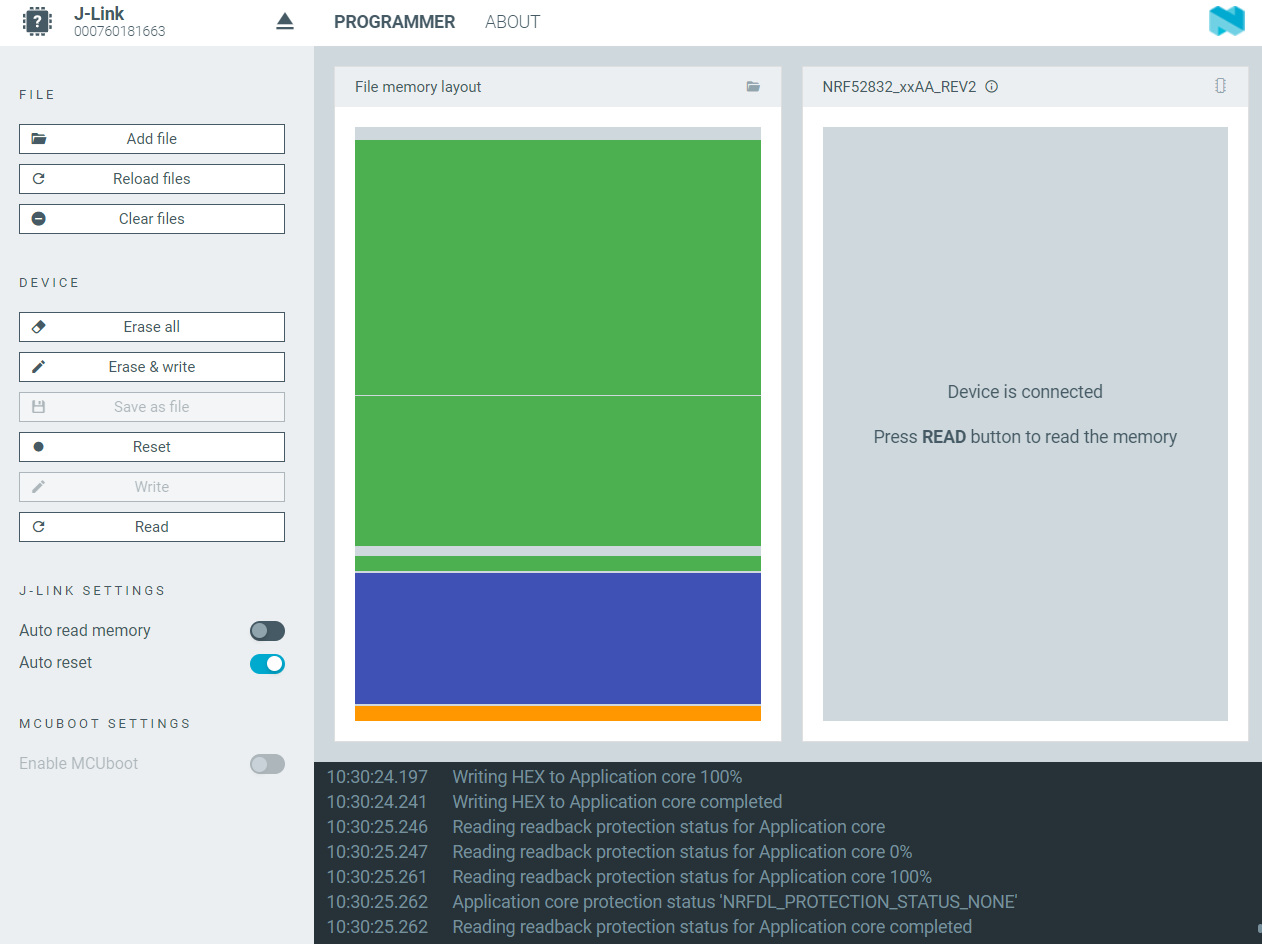 J-Link
000760181663
PROGRAMMER
ABOUT
FILE
Add file
Reload files
Clear files
DEVICE
Erase all
Erase & write
Save as file
Reset
Write
Read
J-LINK SETTINGS
Auto read memory
Auto reset
MCUBOOT SETTINGS
Enable MCUboot
File memory layout
NRF52832_xxAA_REV2
Device is connected
Press READ button to read the memory
10:30:24.197 Writing HEX to Application core 100%
10:30:24.241 Writing HEX to Application core completed
10:30:25.246 Reading readback protection status for Application core
10:30:25.247 Reading readback protection status for Application core 0%
10:30:25.261 Reading readback protection status for Application core 100%
10:30:25.262 Application core protection status 'NRFDL_PROTECTION_STATUS_NONE'
10:30:25.262 Reading readback protection status for Application core completed